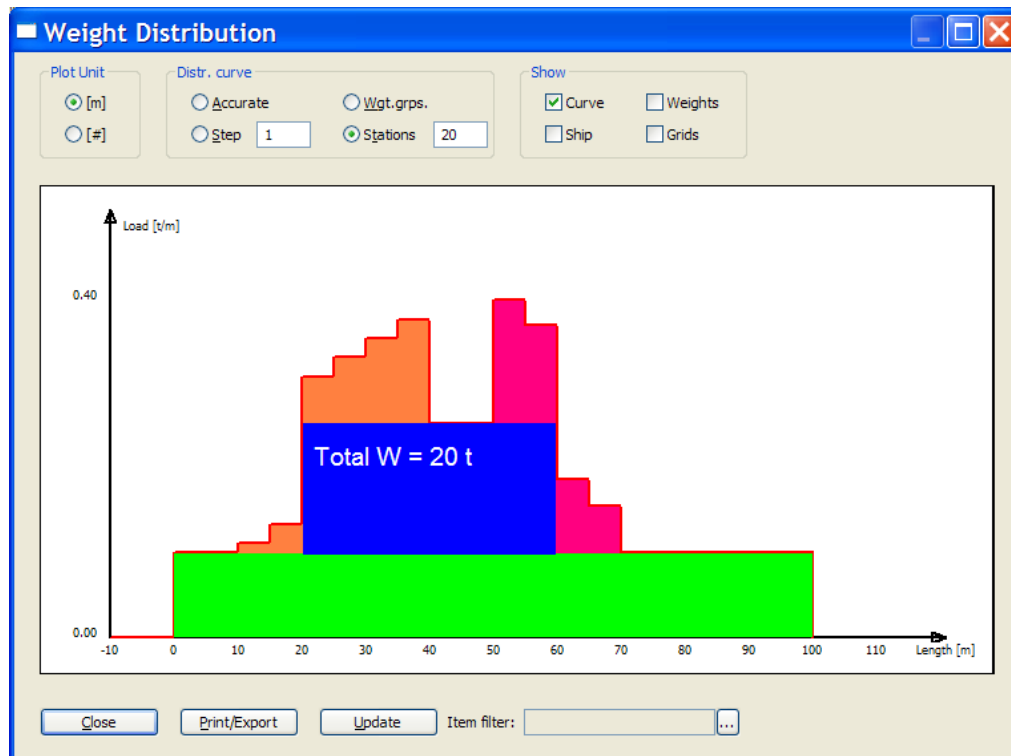 Weight Distribution
Plot Unit
[m]
[#]
Distr. curve
Accurate
Wgt.grps.
Step 1
Stations 20
Show
Curve
Weights
Ship
Grids
Load [t/m]
0.40
Total W = 20 t
0.00
-10 0 10 20 30 40 50 60 70 80 90 100 110 Length [m]
Close Print/Export Update Item filter: ...